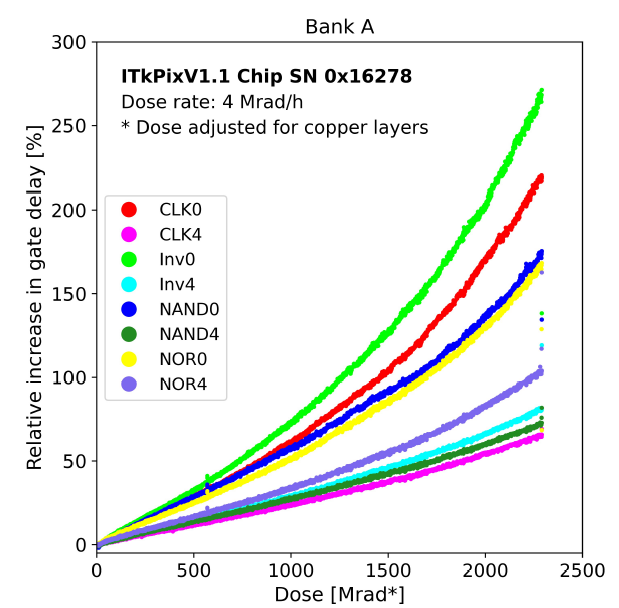 Bank A
ITkPixV1.1 Chip SN 0x16278
Dose rate: 4 Mrad/h
* Dose adjusted for copper layers
CLK0
CLK4
Inv0
Inv4
NAND0
NAND4
NOR0
NOR4
Relative increase in gate delay [%]
300
250
200
150
100
50
0
0 500 1000 1500 2000 2500
Dose [Mrad*]